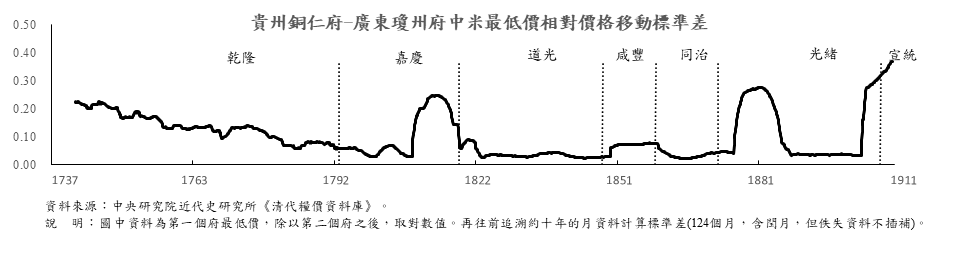 貴州銅仁府-廣東瓊州府中米最低價相對價格移動標準差
0.50
0.40
0.30
0.20
0.10
0.00
乾隆 嘉慶 道光 咸豐 同治 光緒 宣統
1737 1763 1792 1822 1851 1881 1911
資料來源：中央研究院近代史研究所《清代糧價資料庫》。
說　明：圖中資料為第一個府最低價，除以第二個府之後，取對數值。再往前追溯約十年的月資料計算標準差(124個月，含閏月，但佚失資料不插補)。